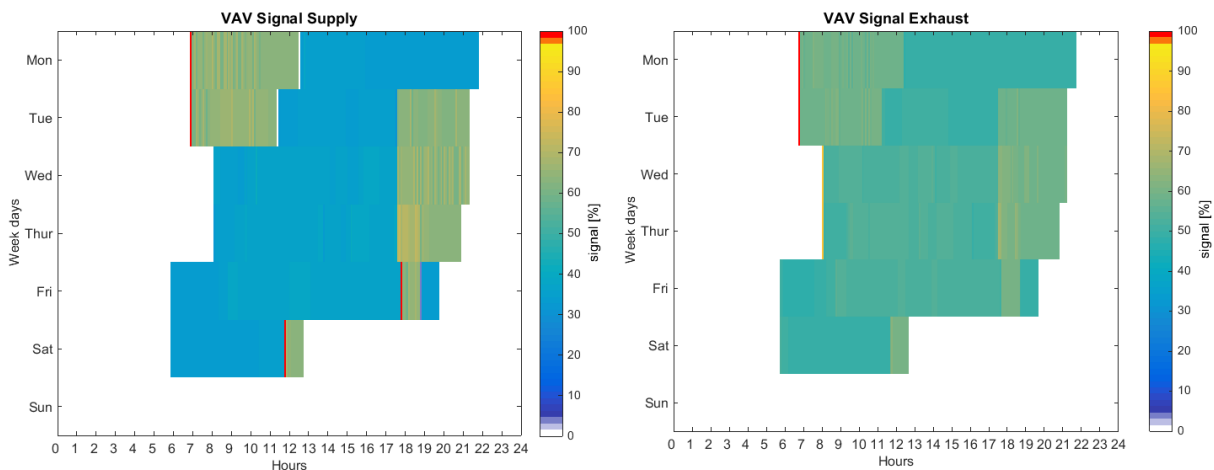 VAV Signal Supply
Mon
Tue
Wed
Thur
Fri
Sat
Sun
Week days
0 1 2 3 4 5 6 7 8 9 10 11 12 13 14 15 16 17 18 19 20 21 22 23 24
Hours
100
90
80
70
60
50
40
30
20
10
0
signal [%]
VAV Signal Exhaust
Mon
Tue
Wed
Thur
Fri
Sat
Sun
Week days
0 1 2 3 4 5 6 7 8 9 10 11 12 13 14 15 16 17 18 19 20 21 22 23 24
Hours
100
90
80
70
60
50
40
30
20
10
0
signal [%]